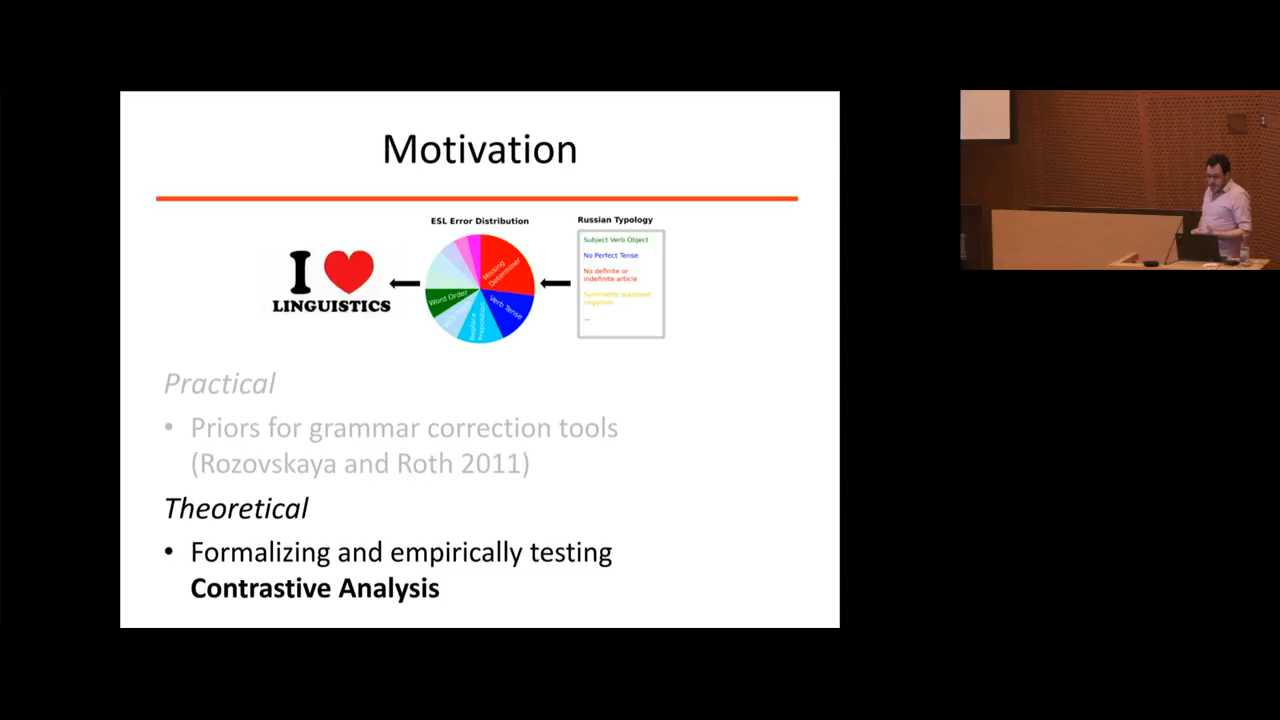 Motivation
ESL Error Distribution
Russian Typology
I
LINGUISTICS
Missing
Determiner
Verb Tense
Replace
Preposition
Word Order
Subject Verb Object
No Perfect Tense
No definite or
indefinite article
Symmetric standard
negation
...
Practical
• Priors for grammar correction tools
(Rozovskaya and Roth 2011)
Theoretical
• Formalizing and empirically testing
Contrastive Analysis